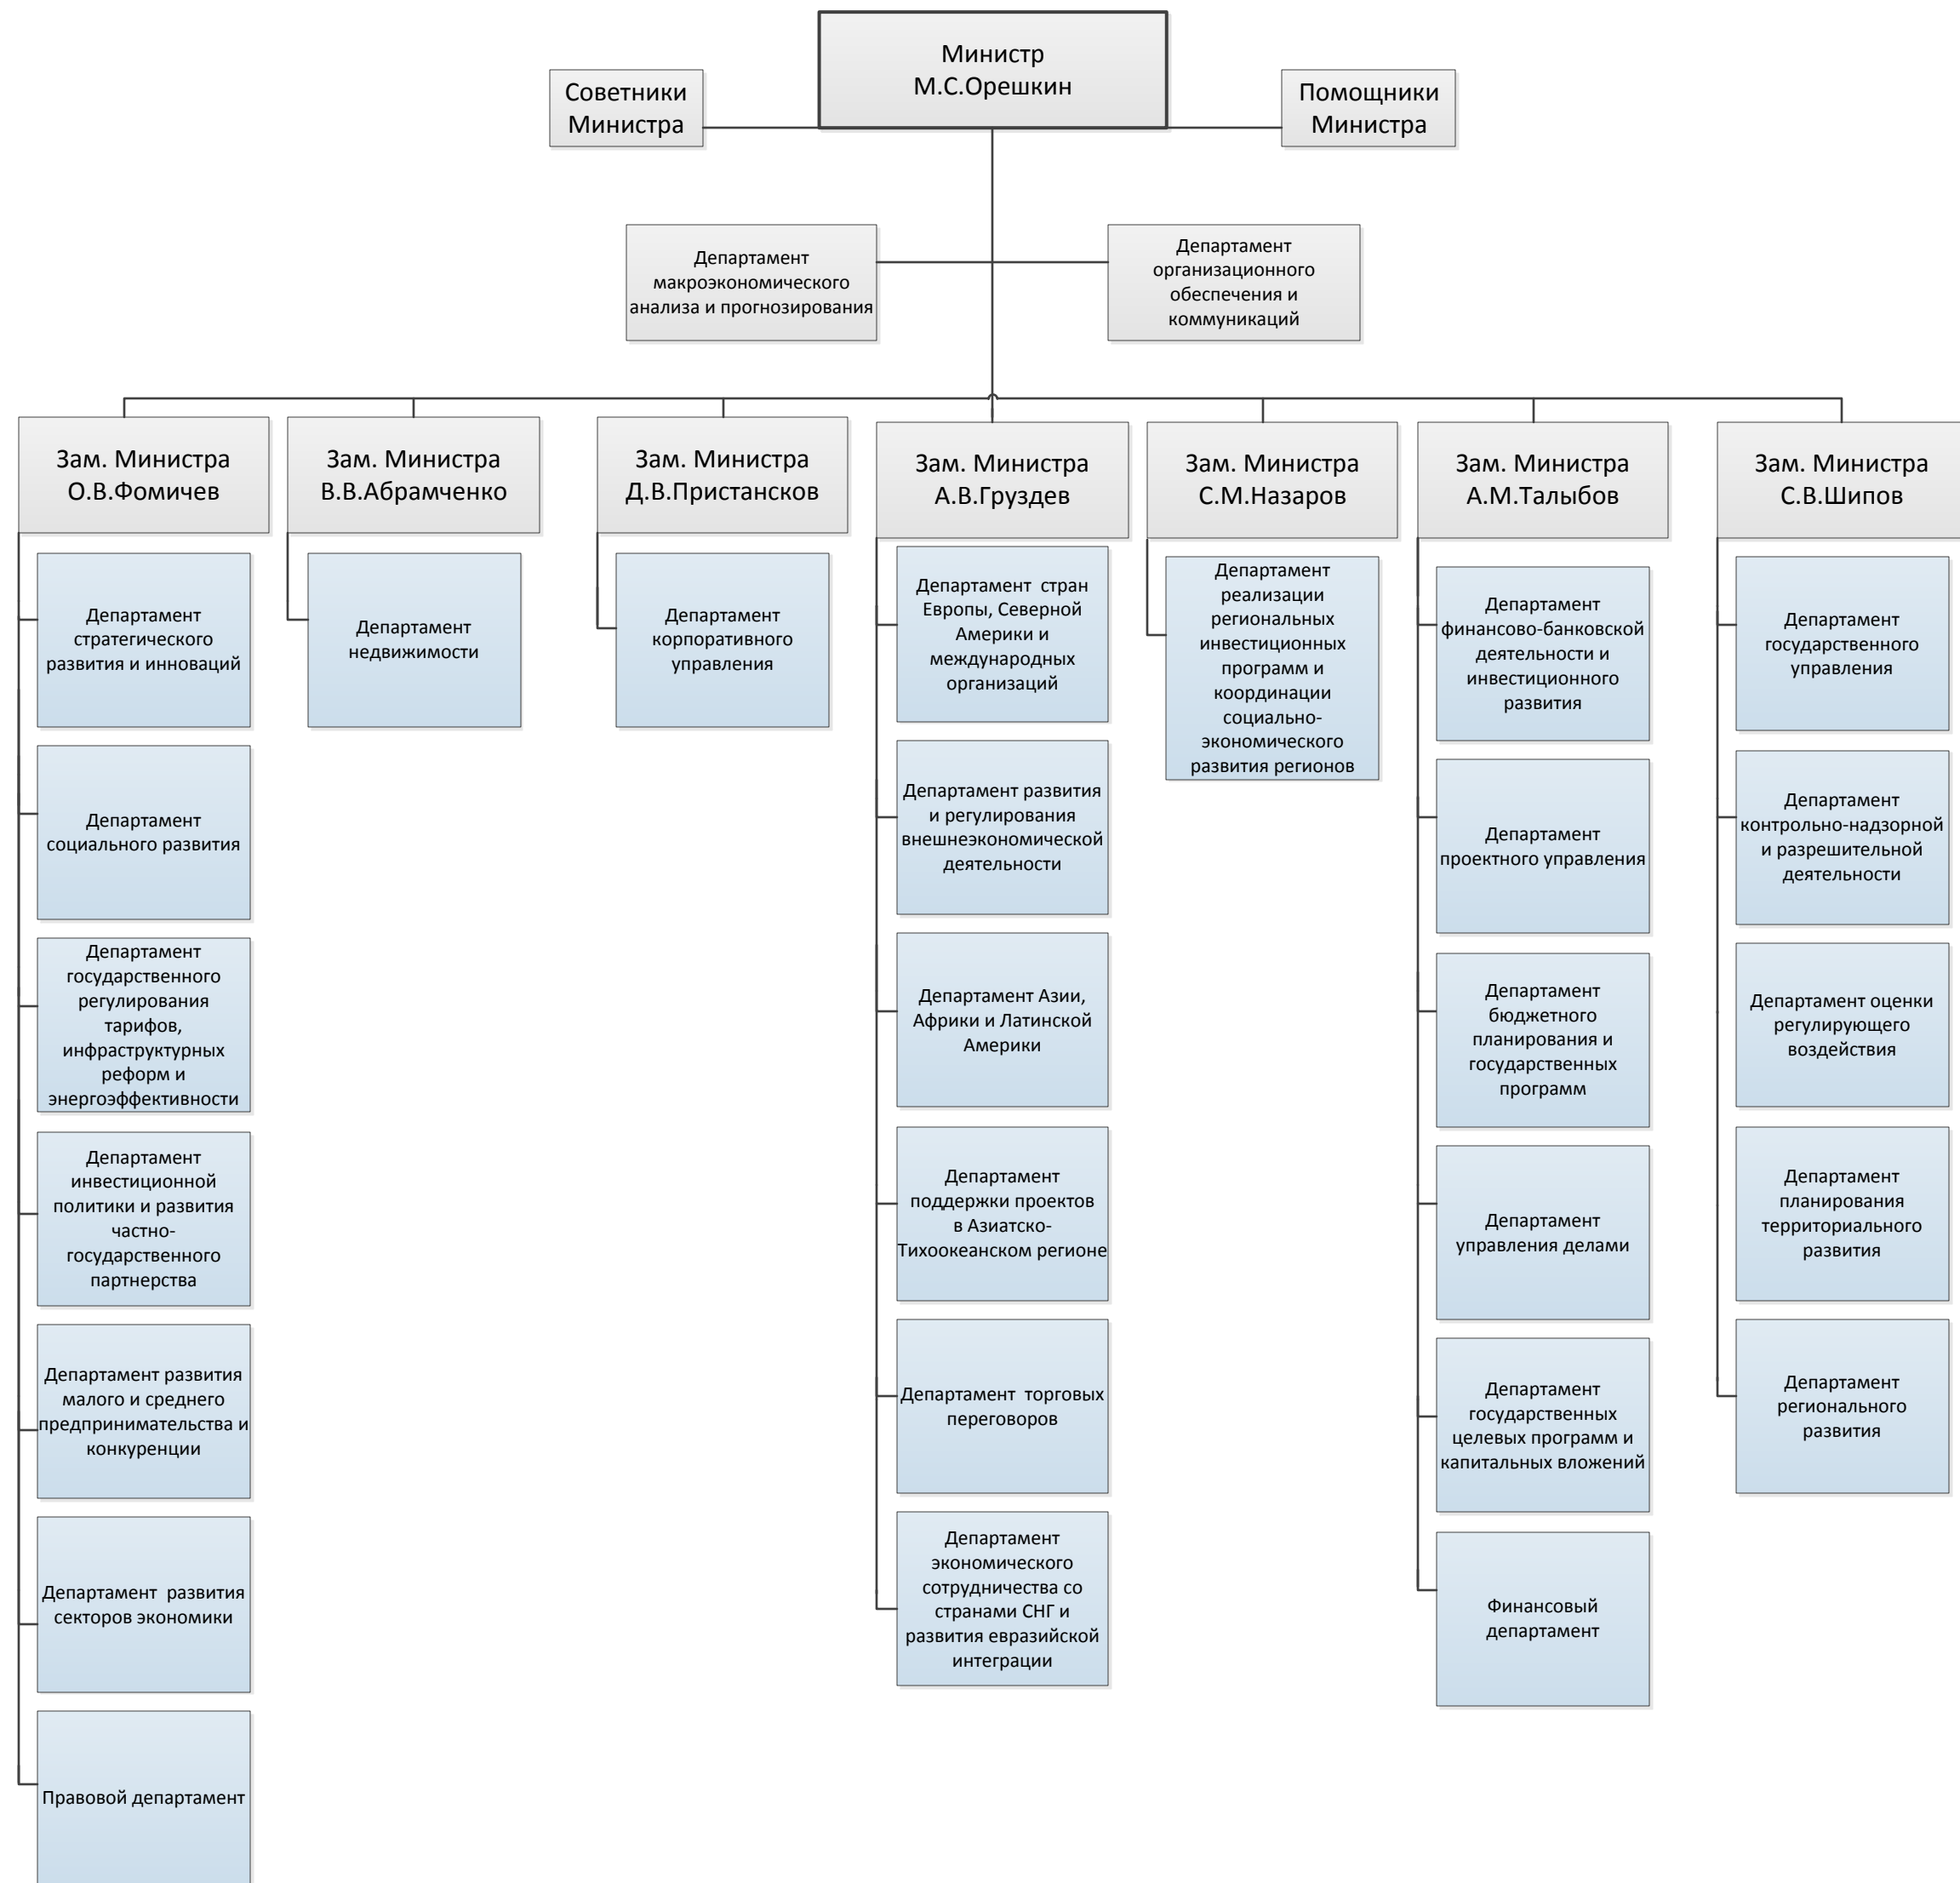 Министр
М.С.Орешкин
Советники
Министра
Помощники
Министра
Департамент
макроэкономического
анализа и прогнозирования
Департамент
организационного
обеспечения и
коммуникаций
Зам. Министра
О.В.Фомичев
Зам. Министра
В.В.Абрамченко
Зам. Министра
Д.В.Пристансков
Зам. Министра
А.В.Груздев
Зам. Министра
С.М.Назаров
Зам. Министра
А.М.Талыбов
Зам. Министра
С.В.Шипов
Департамент
стратегического
развития и инноваций
Департамент
социального развития
Департамент
государственного
регулирования
тарифов,
инфраструктурных
реформ и
энергоэффективности
Департамент
инвестиционной
политики и развития
частно-
государственного
партнерства
Департамент развития
малого и среднего
предпринимательства и
конкуренции
Департамент развития
секторов экономики
Правовой департамент
Департамент
недвижимости
Департамент
корпоративного
управления
Департамент стран
Европы, Северной
Америки и
международных
организаций
Департамент развития
и регулирования
внешнеэкономической
деятельности
Департамент Азии,
Африки и Латинской
Америки
Департамент
поддержки проектов
в Азиатско-
Тихоокеанском регионе
Департамент торговых
переговоров
Департамент
экономического
сотрудничества со
странами СНГ и
развития евразийской
интеграции
Департамент
реализации
региональных
инвестиционных
программ и
координации
социально-
экономического
развития регионов
Департамент
финансово-банковской
деятельности и
инвестиционного
развития
Департамент
проектного управления
Департамент
бюджетного
планирования и
государственных
программ
Департамент
управления делами
Департамент
государственных
целевых программ и
капитальных вложений
Финансовый
департамент
Департамент
государственного
управления
Департамент
контрольно-надзорной
и разрешительной
деятельности
Департамент оценки
регулирующего
воздействия
Департамент
планирования
территориального
развития
Департамент
регионального
развития